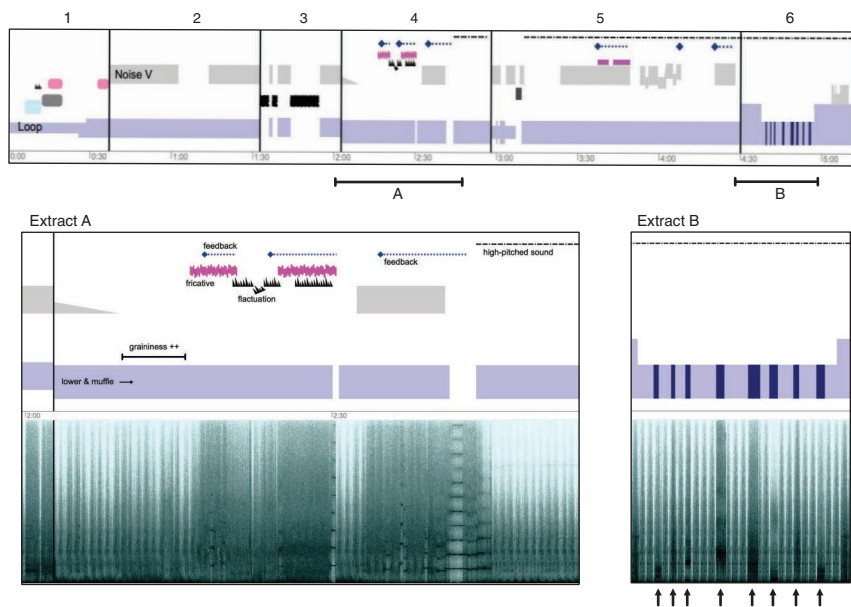 1 2 3 4 5 6
Noise V
Loop
0:00 0:30 1:00 1:30 2:00 2:30 3:00 3:30 4:00 4:30 5:00
A B
Extract A Extract B
feedback
high-pitched sound
feedback
fricative
flactuation
graininess ++
lower & muffle
2:00 2:30